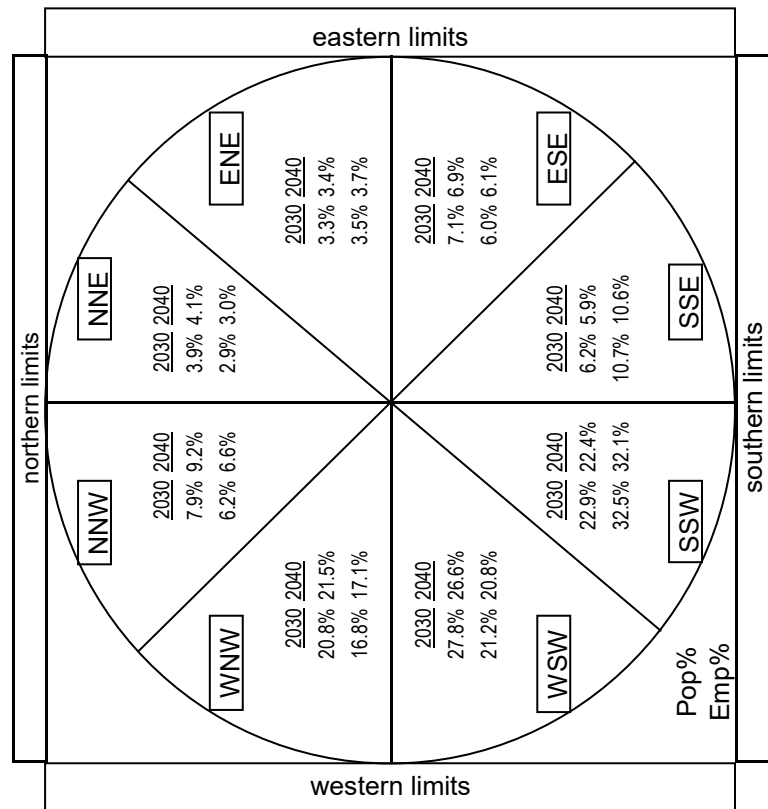 eastern limits
northern limits
southern limits
western limits
NNW
2030 2040
7.9% 9.2%
6.2% 6.6%
NNE
2030 2040
3.9% 4.1%
2.9% 3.0%
WNW
2030 2040
20.8% 21.5%
16.8% 17.1%
ENE
2030 2040
3.3% 3.4%
3.5% 3.7%
WSW
2030 2040
27.8% 26.6%
21.2% 20.8%
ESE
2030 2040
7.1% 6.9%
6.0% 6.1%
SSW
2030 2040
22.9% 22.4%
32.5% 32.1%
SSE
2030 2040
6.2% 5.9%
10.7% 10.6%
Pop%
Emp%